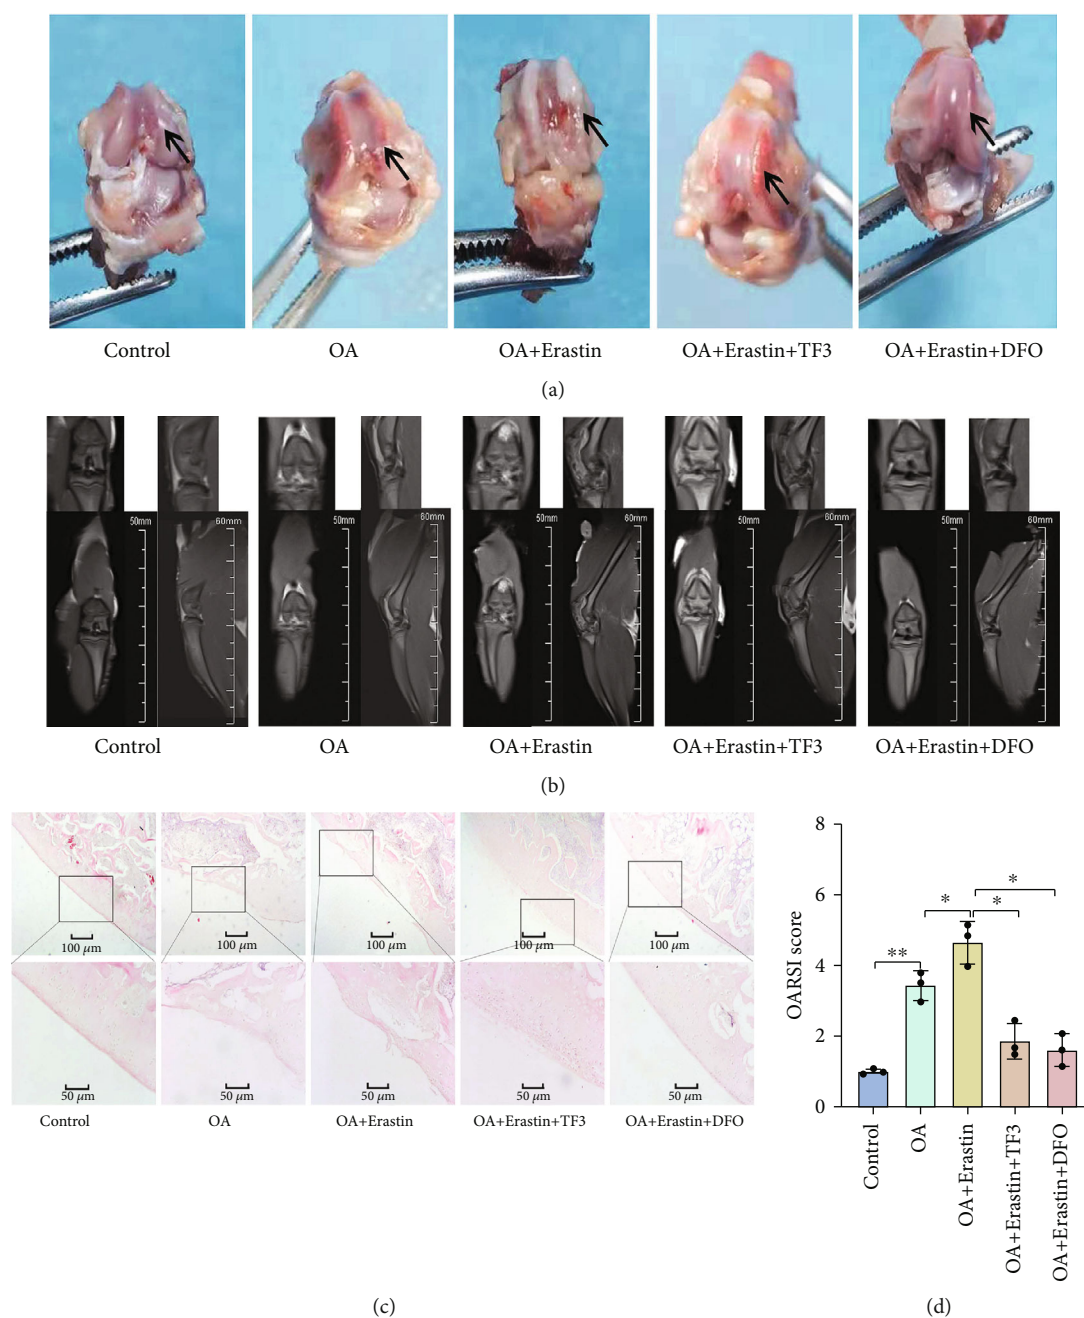 Control OA OA+Erastin OA+Erastin+TF3 OA+Erastin+DFO
(a)
50mm 60mm 50mm 60mm 50mm 60mm 50mm 60mm 50mm 60mm
Control OA OA+Erastin OA+Erastin+TF3 OA+Erastin+DFO
(b)
100 μm 100 μm 100 μm 100 μm 100 μm
50 μm 50 μm 50 μm 50 μm 50 μm
Control OA OA+Erastin OA+Erastin+TF3 OA+Erastin+DFO
(c)
OARSI score
8
6
4
2
0
** * * *
Control
OA
OA+Erastin
OA+Erastin+TF3
OA+Erastin+DFO
(d)